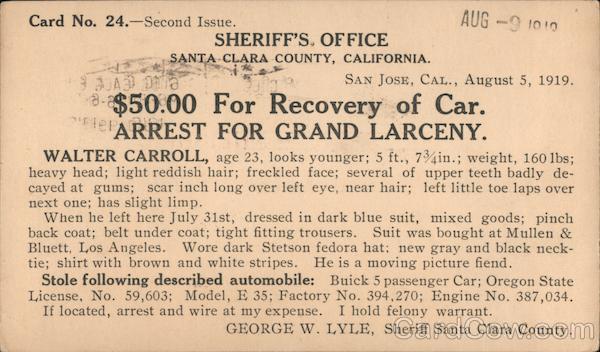 Card No. 24.—Second Issue.
AUG -9 1919
SHERIFF'S OFFICE
SANTA CLARA COUNTY, CALIFORNIA.
SAN JOSE, CAL., August 5, 1919.
$50.00 For Recovery of Car.
ARREST FOR GRAND LARCENY.
WALTER CARROLL, age 23, looks younger; 5 ft., 7¾in.; weight, 160 lbs;
heavy head; light reddish hair; freckled face; several of upper teeth badly de-
cayed at gums; scar inch long over left eye, near hair; left little toe laps over
next one; has slight limp.
When he left here July 31st, dressed in dark blue suit, mixed goods; pinch
back coat; belt under coat; tight fitting trousers. Suit was bought at Mullen &
Bluett, Los Angeles. Wore dark Stetson fedora hat; new gray and black neck-
tie; shirt with brown and white stripes. He is a moving picture fiend.
Stole following described automobile: Buick 5 passenger Car; Oregon State
License, No. 59,603; Model, E 35; Factory No. 394,270; Engine No. 387,034.
If located, arrest and wire at my expense. I hold felony warrant.
GEORGE W. LYLE, Sheriff Santa Clara County
CardCow.com